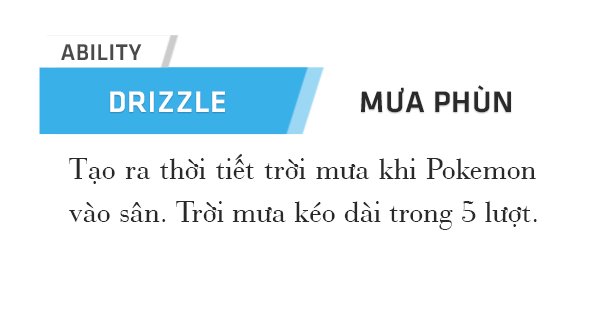 ABILITY
DRIZZLE
MƯA PHÙN
Tạo ra thời tiết trời mưa khi Pokemon
vào sân. Trời mưa kéo dài trong 5 lượt.